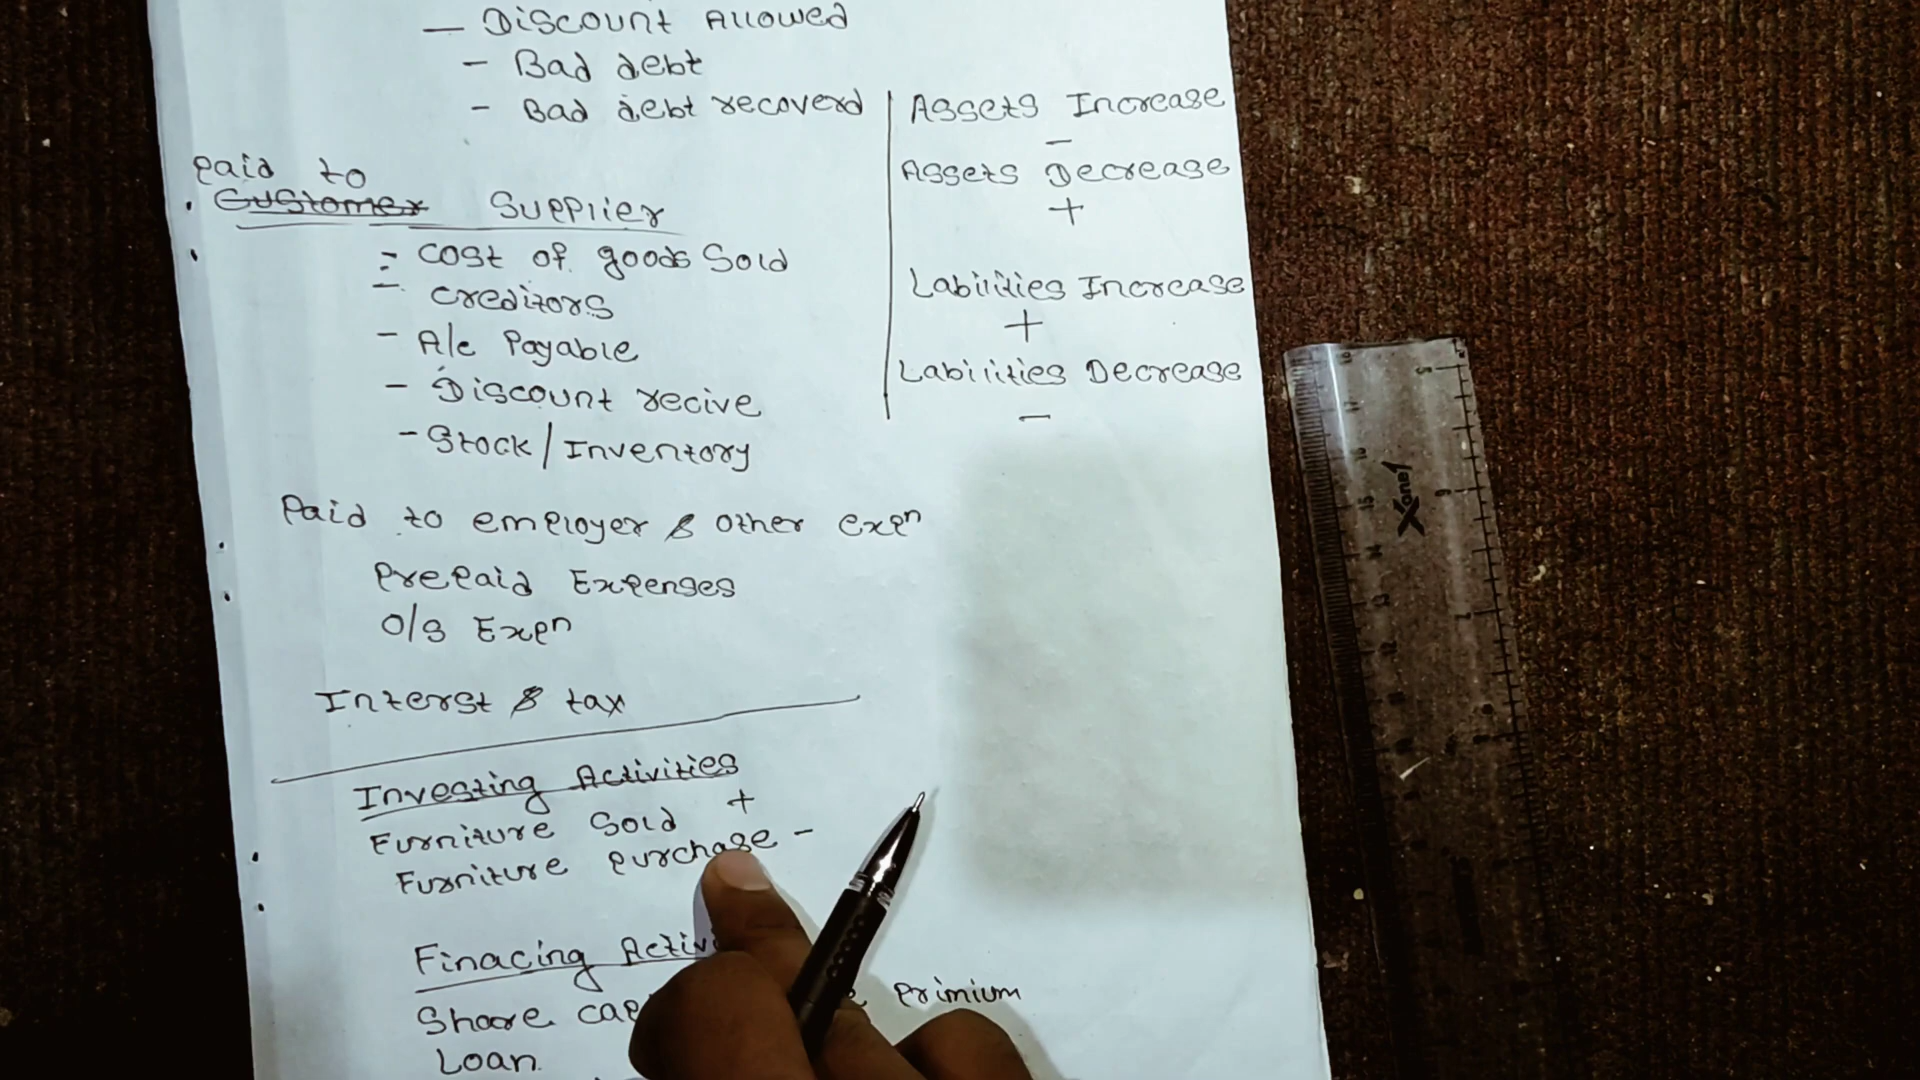 — Discount Allowed
- Bad debt
- Bad debt recoverd
Paid to
Customer Supplier
- Cost of goods Sold
- Creditors
- A/c Payable
- Discount recive
- Stock / Inventory
Assets Increase
-
Assets Decrease
+
Labilities Increase
+
Labilities Decrease
-
Paid to employer & other expn
Prepaid Expenses
O/s Expn
Interst & tax
Investing Activities
Furniture Sold +
Furniture purchase -
Finacing
Share Primium
Loan
Xone1